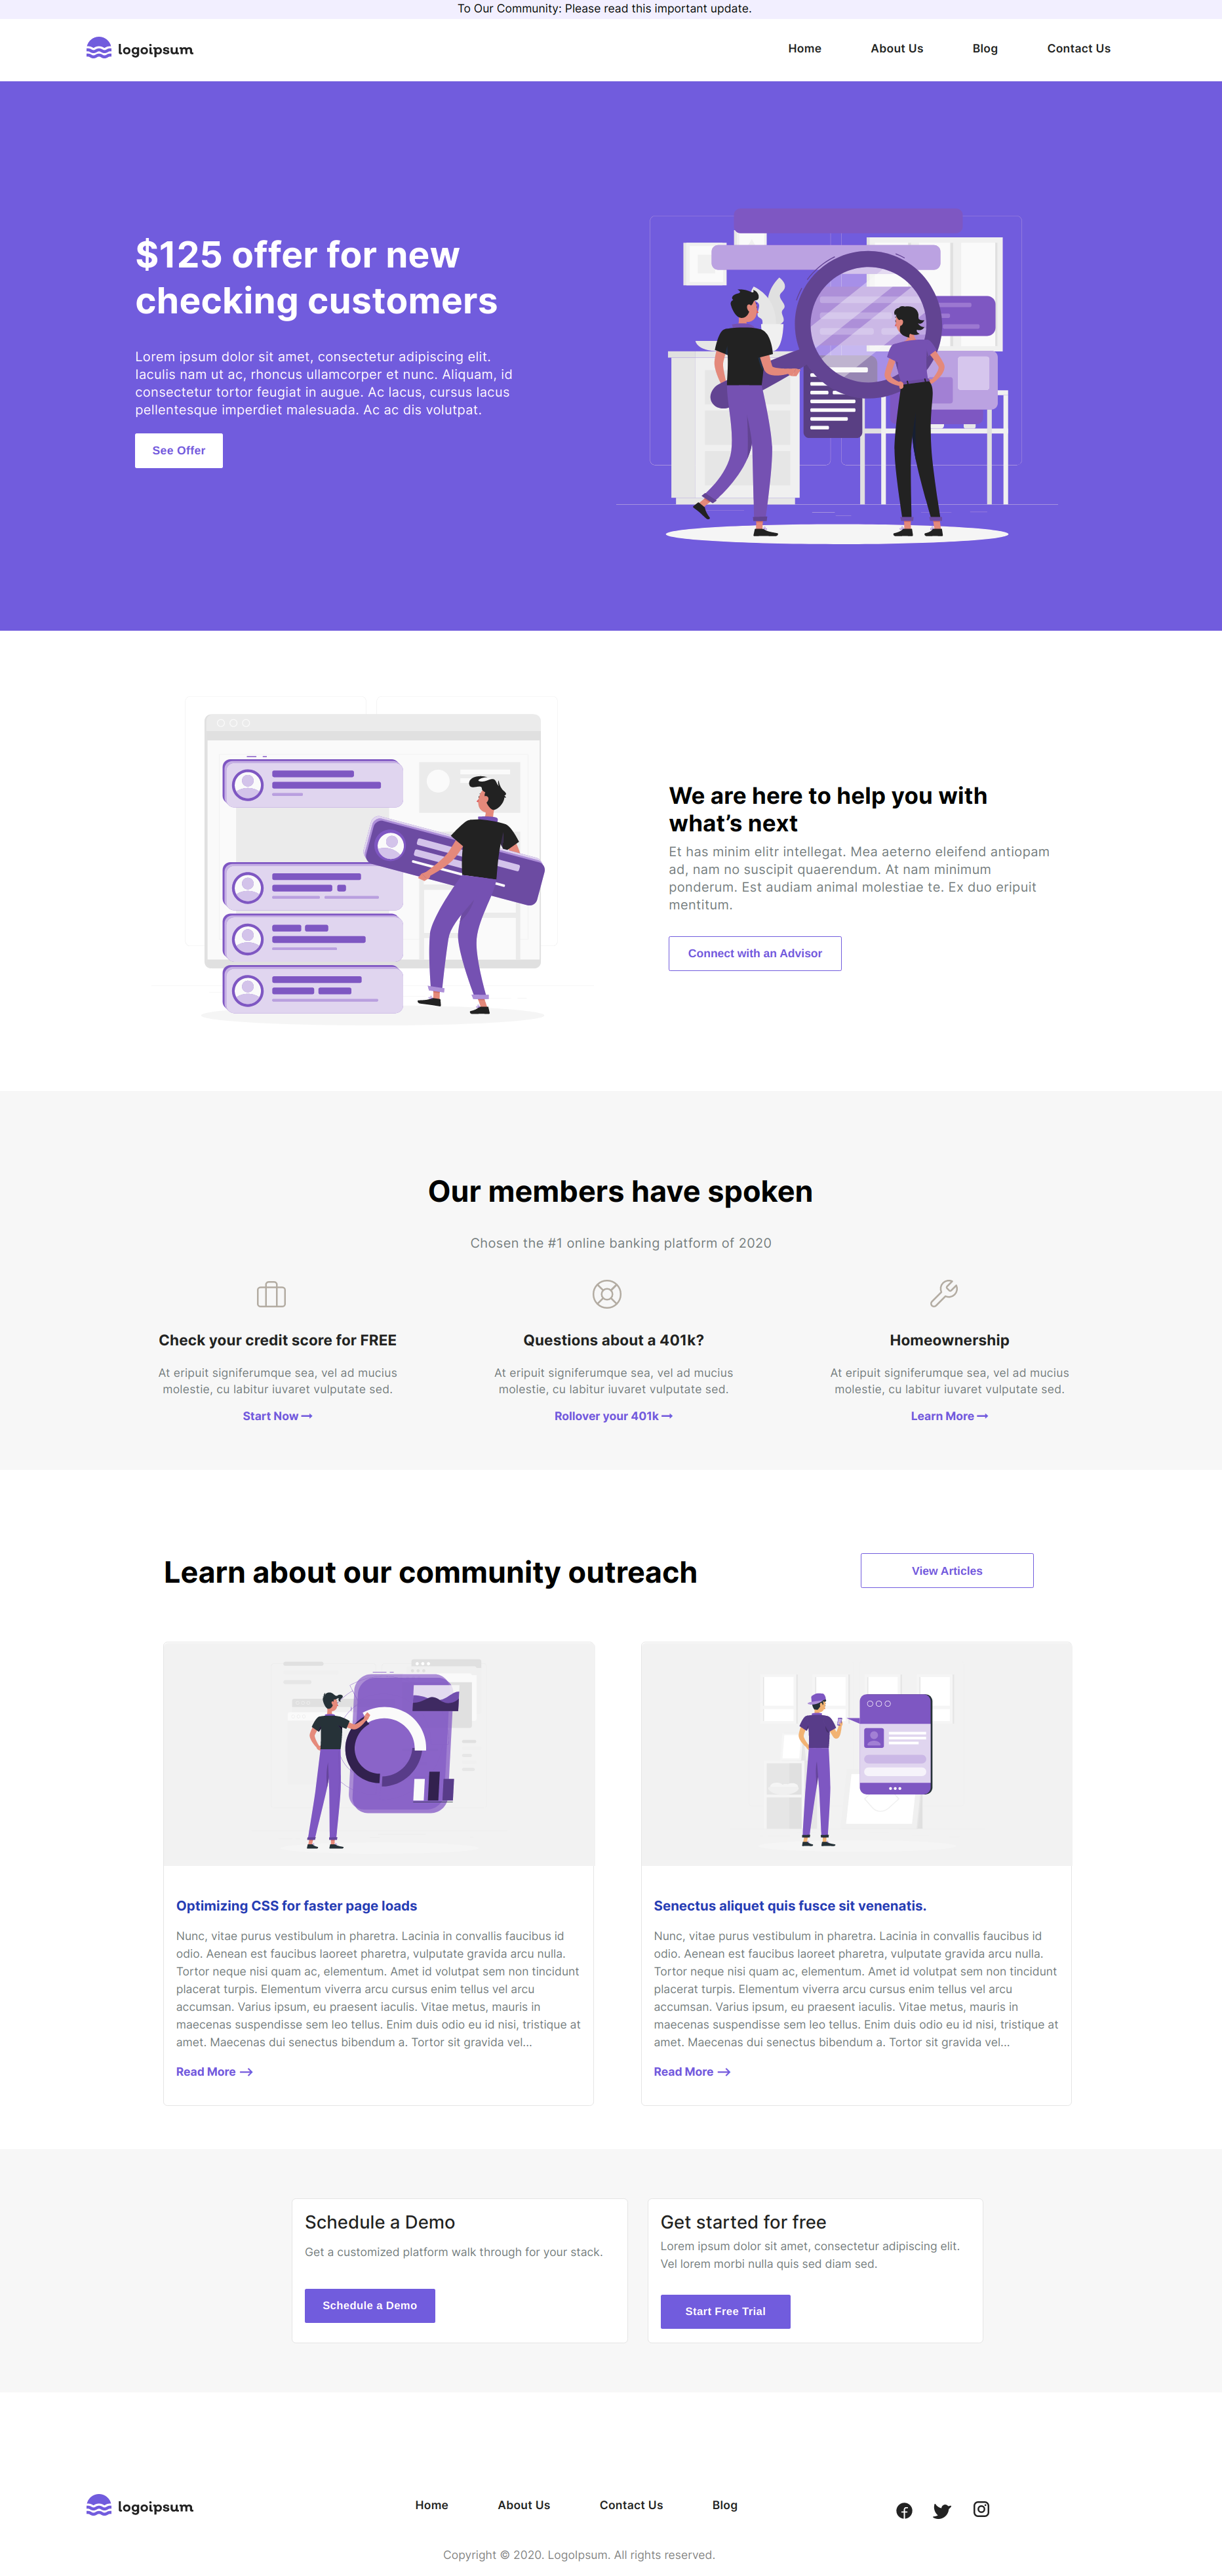 To Our Community: Please read this important update.
logoipsum
Home
About Us
Blog
Contact Us
$125 offer for new
checking customers
Lorem ipsum dolor sit amet, consectetur adipiscing elit.
Iaculis nam ut ac, rhoncus ullamcorper et nunc. Aliquam, id
consectetur tortor feugiat in augue. Ac lacus, cursus lacus
pellentesque imperdiet malesuada. Ac ac dis volutpat.
See Offer
We are here to help you with
what’s next
Et has minim elitr intellegat. Mea aeterno eleifend antiopam
ad, nam no suscipit quaerendum. At nam minimum
ponderum. Est audiam animal molestiae te. Ex duo eripuit
mentitum.
Connect with an Advisor
Our members have spoken
Chosen the #1 online banking platform of 2020
Check your credit score for FREE
At eripuit signiferumque sea, vel ad mucius
molestie, cu labitur iuvaret vulputate sed.
Start Now
Questions about a 401k?
At eripuit signiferumque sea, vel ad mucius
molestie, cu labitur iuvaret vulputate sed.
Rollover your 401k
Homeownership
At eripuit signiferumque sea, vel ad mucius
molestie, cu labitur iuvaret vulputate sed.
Learn More
Learn about our community outreach
View Articles
Optimizing CSS for faster page loads
Nunc, vitae purus vestibulum in pharetra. Lacinia in convallis faucibus id
odio. Aenean est faucibus laoreet pharetra, vulputate gravida arcu nulla.
Tortor neque nisi quam ac, elementum. Amet id volutpat sem non tincidunt
placerat turpis. Elementum viverra arcu cursus enim tellus vel arcu
accumsan. Varius ipsum, eu praesent iaculis. Vitae metus, mauris in
maecenas suspendisse sem leo tellus. Enim duis odio eu id nisi, tristique at
amet. Maecenas dui senectus bibendum a. Tortor sit gravida vel...
Read More
Senectus aliquet quis fusce sit venenatis.
Nunc, vitae purus vestibulum in pharetra. Lacinia in convallis faucibus id
odio. Aenean est faucibus laoreet pharetra, vulputate gravida arcu nulla.
Tortor neque nisi quam ac, elementum. Amet id volutpat sem non tincidunt
placerat turpis. Elementum viverra arcu cursus enim tellus vel arcu
accumsan. Varius ipsum, eu praesent iaculis. Vitae metus, mauris in
maecenas suspendisse sem leo tellus. Enim duis odio eu id nisi, tristique at
amet. Maecenas dui senectus bibendum a. Tortor sit gravida vel...
Read More
Schedule a Demo
Get a customized platform walk through for your stack.
Schedule a Demo
Get started for free
Lorem ipsum dolor sit amet, consectetur adipiscing elit.
Vel lorem morbi nulla quis sed diam sed.
Start Free Trial
logoipsum
Home
About Us
Contact Us
Blog
Copyright © 2020. LogoIpsum. All rights reserved.